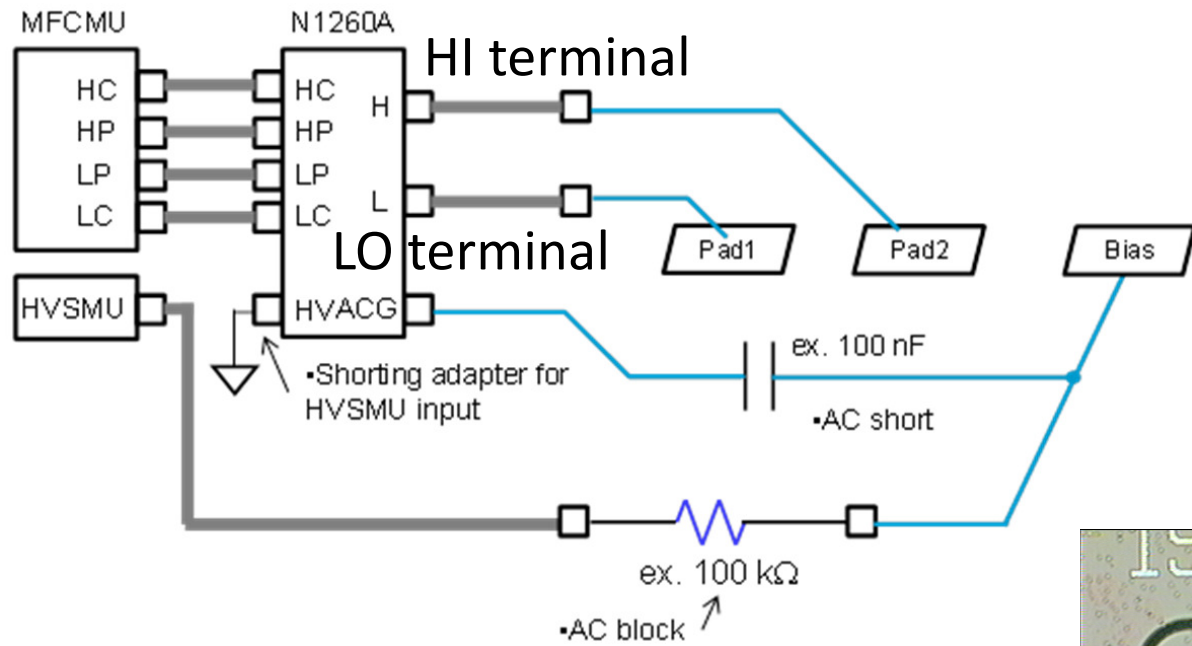 MFCMU
N1260A
HI terminal
HC
HP
LP
LC
HC
HP
LP
LC
H
L
LO terminal
Pad1
Pad2
Bias
HVSMU
HVACG
▪Shorting adapter for
HVSMU input
ex. 100 nF
▪AC short
ex. 100 kΩ
▪AC block